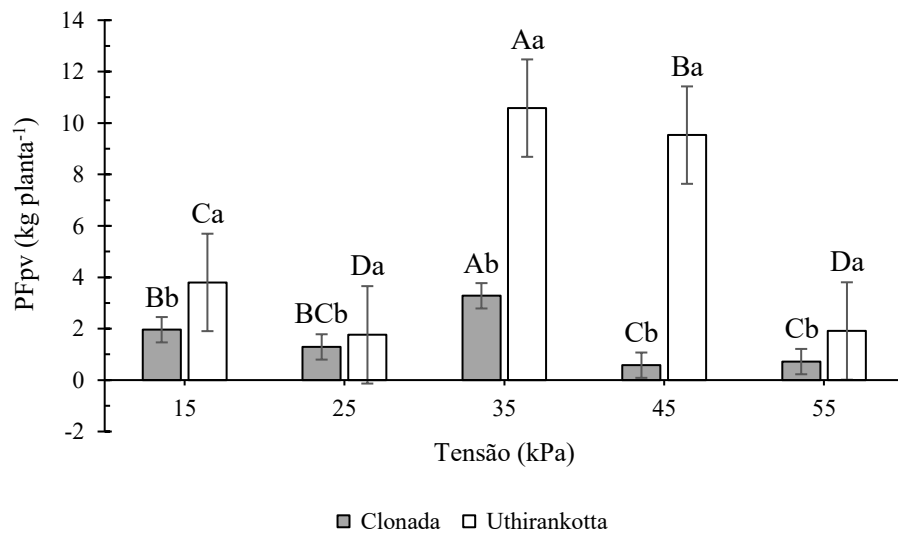 PFpv (kg planta⁻¹)
14
12
10
8
6
4
2
0
-2
Bb
Ca
BCb
Da
Ab
Aa
Cb
Ba
Cb
Da
15 25 35 45 55
Tensão (kPa)
Clonada Uthirankotta